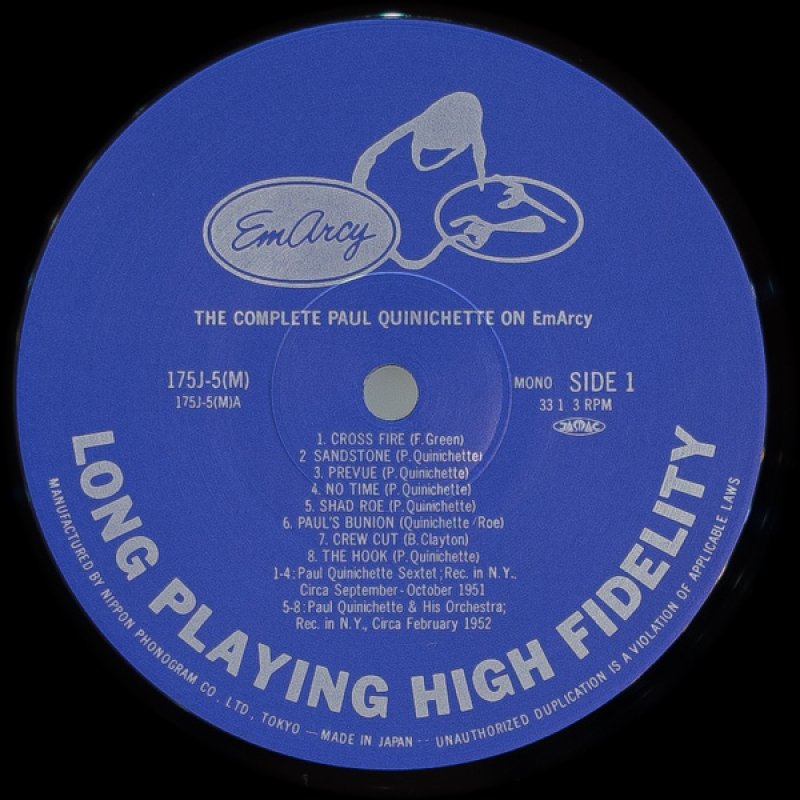 EmArcy
THE COMPLETE PAUL QUINICHETTE ON EmArcy
175J-5(M)
175J-5(M)A
MONO SIDE 1
33 1 3 RPM
JASRAC
1. CROSS FIRE (F.Green)
2 SANDSTONE (P.Quinichette)
3. PREVUE (P.Quinichette)
4. NO TIME (P.Quinichette)
5. SHAD ROE (P.Quinichette)
6. PAUL'S BUNION (Quinichette/Roe)
7. CREW CUT (B.Clayton)
8. THE HOOK (P.Quinichette)
1-4:Paul Quinichette Sextet;Rec. in N.Y.,
Circa September-October 1951
5-8:Paul Quinichette & His Orchestra;
Rec. in N.Y., Circa February 1952
LONG PLAYING HIGH FIDELITY
MANUFACTURED BY NIPPON PHONOGRAM CO., LTD., TOKYO — MADE IN JAPAN -- UNAUTHORIZED DUPLICATION IS A VIOLATION OF APPLICABLE LAWS